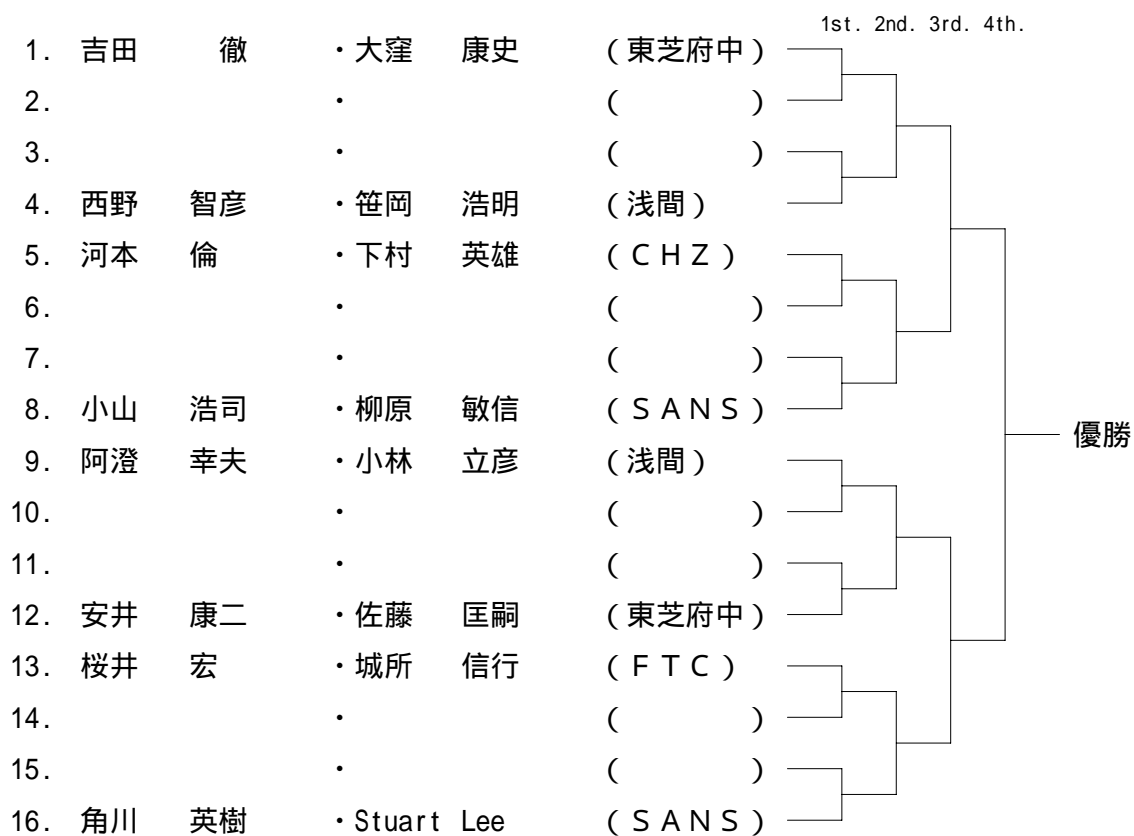 1st. 2nd. 3rd. 4th.
1. 吉田 徹 ・大窪 康史 (東芝府中)
2. ・ ( )
3. ・ ( )
4. 西野 智彦 ・笹岡 浩明 (浅間)
5. 河本 倫 ・下村 英雄 (CHZ)
6. ・ ( )
7. ・ ( )
8. 小山 浩司 ・柳原 敏信 (SANS)
優勝
9. 阿澄 幸夫 ・小林 立彦 (浅間)
10. ・ ( )
11. ・ ( )
12. 安井 康二 ・佐藤 匡嗣 (東芝府中)
13. 桜井 宏 ・城所 信行 (FTC)
14. ・ ( )
15. ・ ( )
16. 角川 英樹 ・Stuart Lee (SANS)